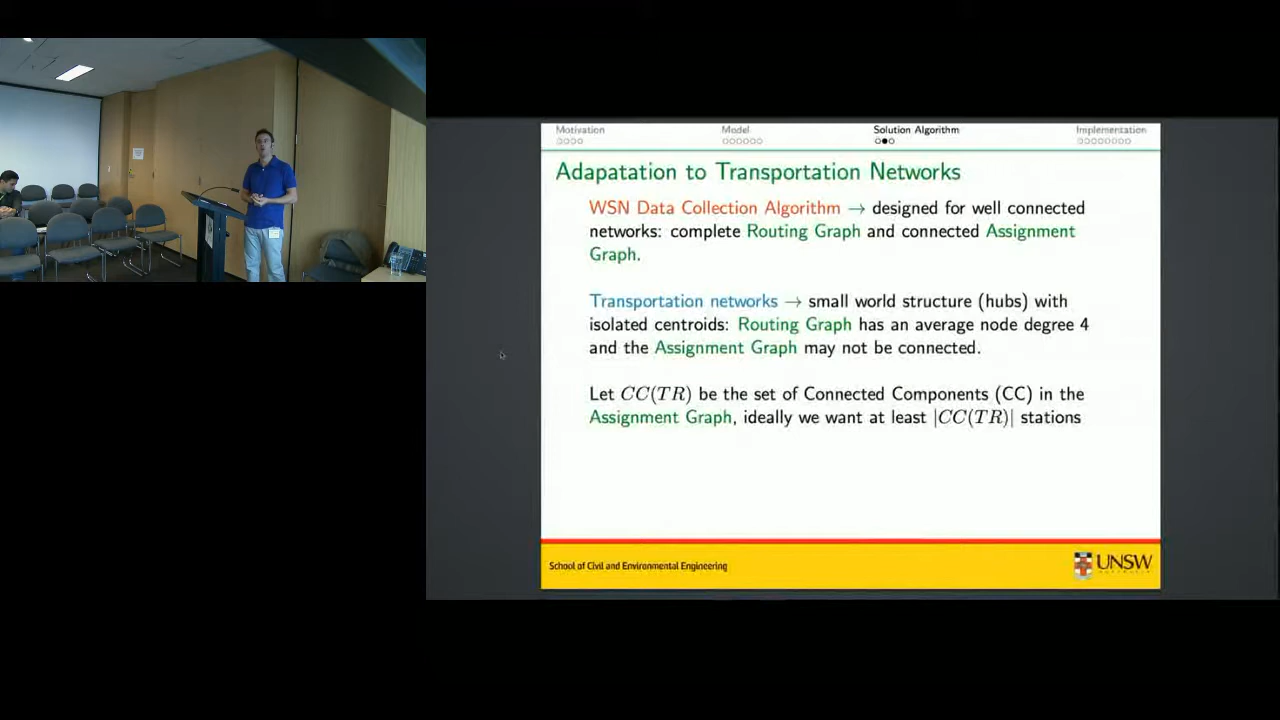 Motivation Model Solution Algorithm Implementation
Adapatation to Transportation Networks
WSN Data Collection Algorithm → designed for well connected
networks: complete Routing Graph and connected Assignment
Graph.
Transportation networks → small world structure (hubs) with
isolated centroids: Routing Graph has an average node degree 4
and the Assignment Graph may not be connected.
Let CC(TR) be the set of Connected Components (CC) in the
Assignment Graph, ideally we want at least |CC(TR)| stations
School of Civil and Environmental Engineering
UNSW